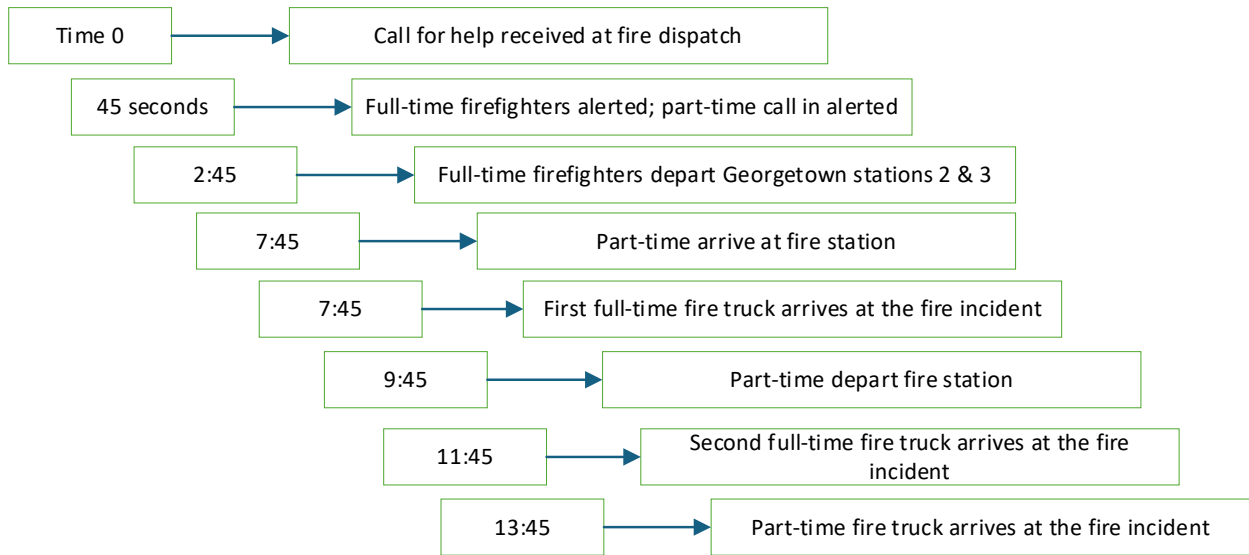 Time 0
Call for help received at fire dispatch
45 seconds
Full-time firefighters alerted; part-time call in alerted
2:45
Full-time firefighters depart Georgetown stations 2 & 3
7:45
Part-time arrive at fire station
7:45
First full-time fire truck arrives at the fire incident
9:45
Part-time depart fire station
11:45
Second full-time fire truck arrives at the fire
incident
13:45
Part-time fire truck arrives at the fire incident